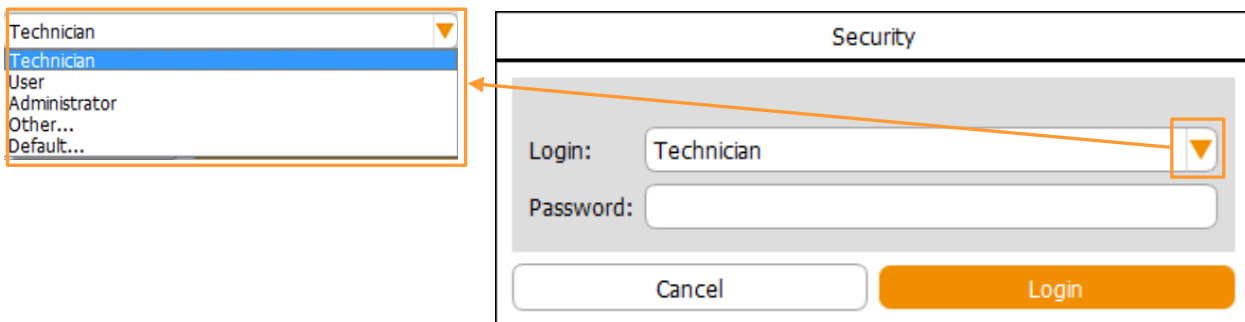 Technician
Technician
User
Administrator
Other...
Default...
Security
Login:
Technician
Password:
Cancel
Login